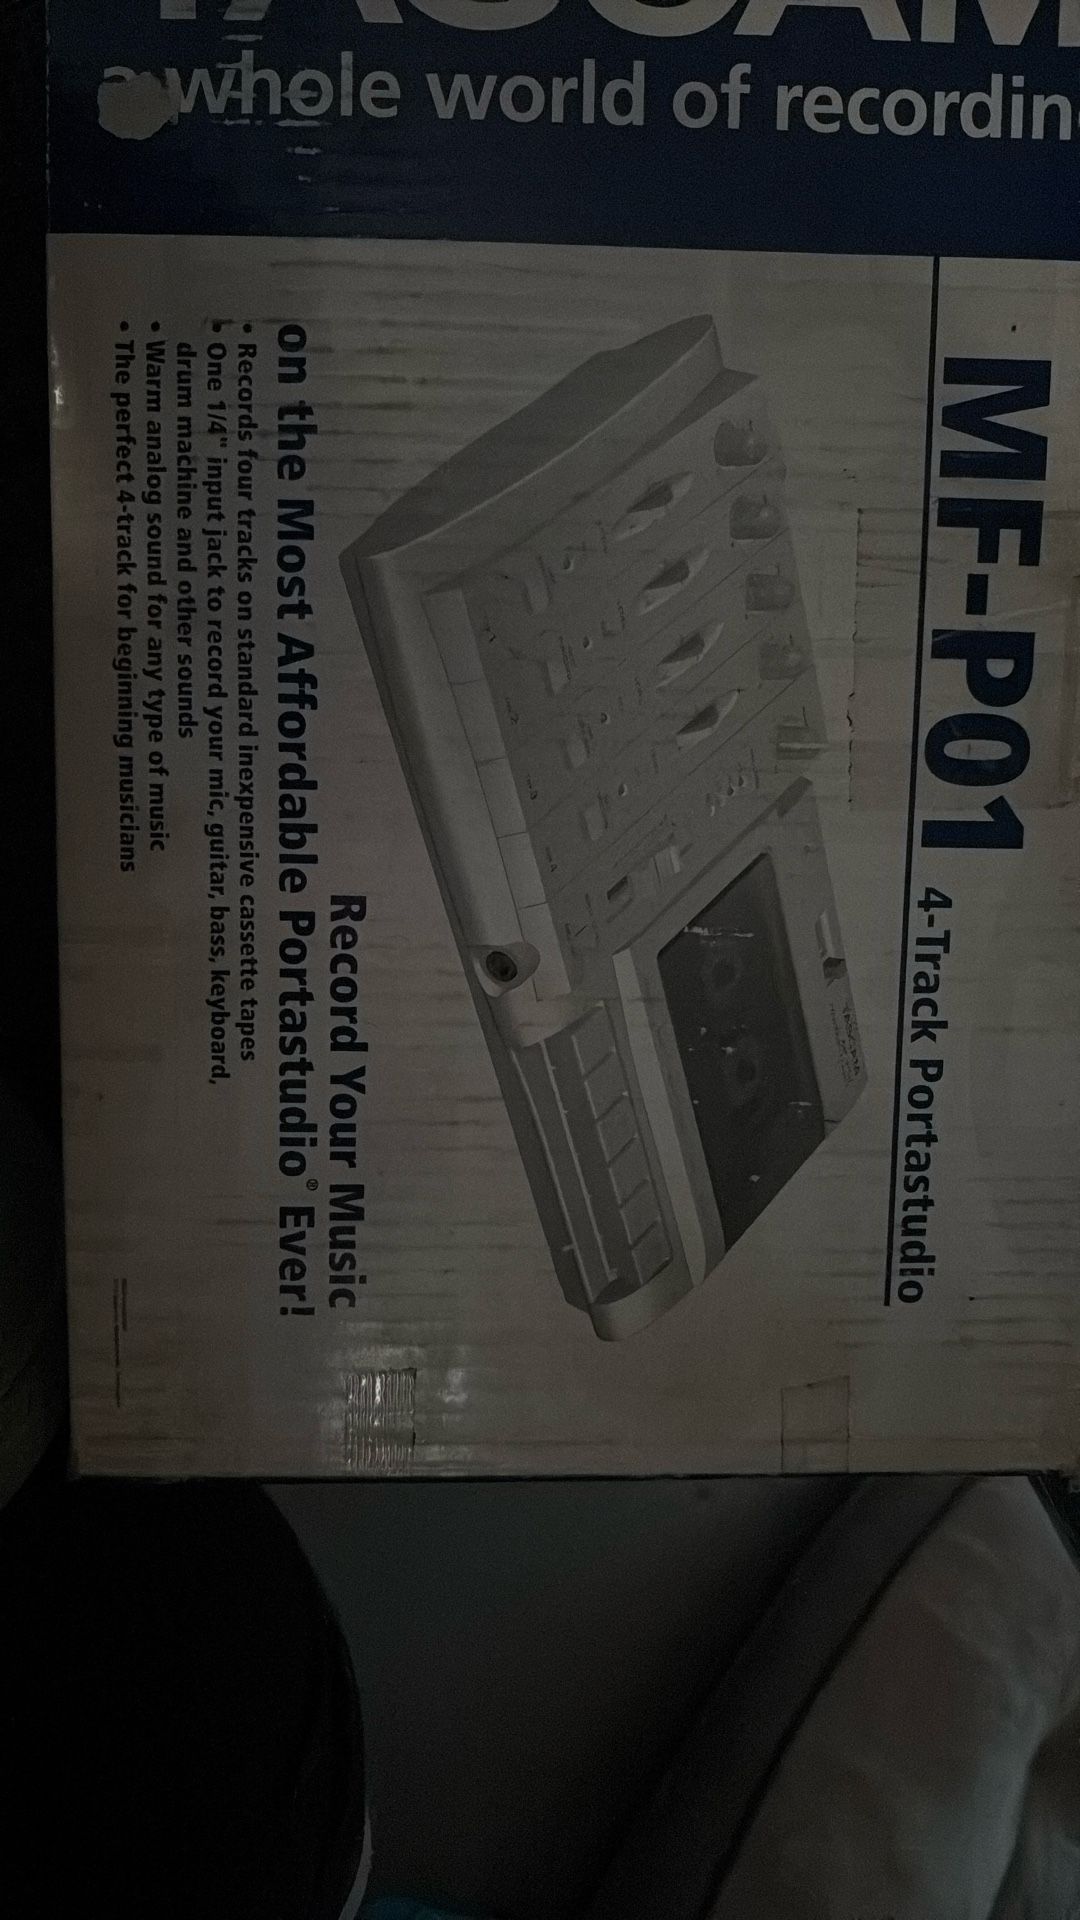 TASCAM
a whole world of recordin
MF-P01 4-Track Portastudio
Record Your Music
on the Most Affordable Portastudio® Ever!
• Records four tracks on standard inexpensive cassette tapes
• One 1/4" input jack to record your mic, guitar, bass, keyboard,
drum machine and other sounds
• Warm analog sound for any type of music
• The perfect 4-track for beginning musicians